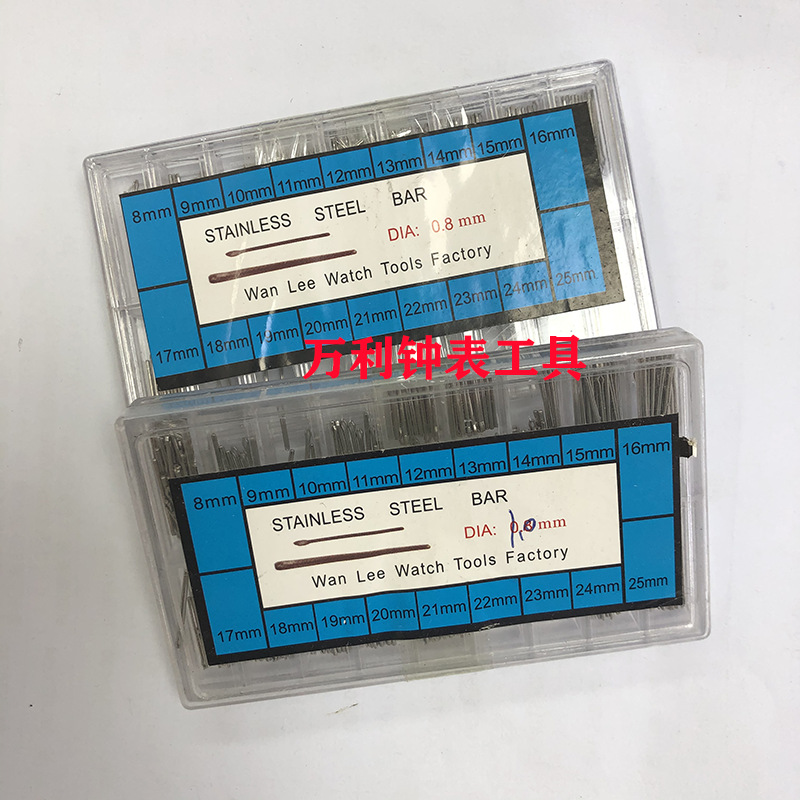 8mm 9mm 10mm 11mm 12mm 13mm 14mm 15mm 16mm
STAINLESS STEEL BAR
DIA: 0.8 mm
Wan Lee Watch Tools Factory
17mm 18mm 19mm 20mm 21mm 22mm 23mm 24mm 25mm
万利钟表工具
8mm 9mm 10mm 11mm 12mm 13mm 14mm 15mm 16mm
STAINLESS STEEL BAR
DIA: 1.0 mm
Wan Lee Watch Tools Factory
17mm 18mm 19mm 20mm 21mm 22mm 23mm 24mm 25mm